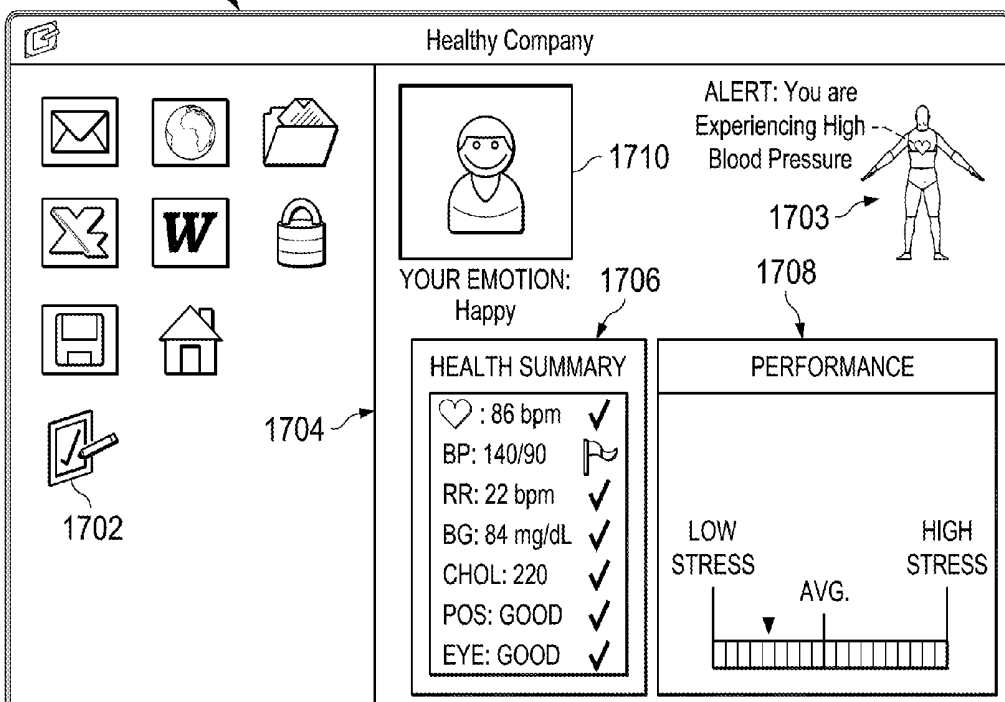 Healthy Company
ALERT: You are
Experiencing High
Blood Pressure
1710
1703
YOUR EMOTION:
Happy
1706
1708
W
1704
1702
HEALTH SUMMARY
: 86 bpm
BP: 140/90
RR: 22 bpm
BG: 84 mg/dL
CHOL: 220
POS: GOOD
EYE: GOOD
PERFORMANCE
LOW
STRESS
HIGH
STRESS
AVG.